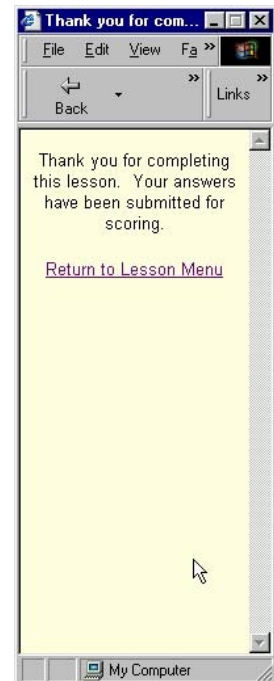 Thank you for com...
File Edit View Fa »
Back » Links »
Thank you for completing
this lesson. Your answers
have been submitted for
scoring.
Return to Lesson Menu
My Computer